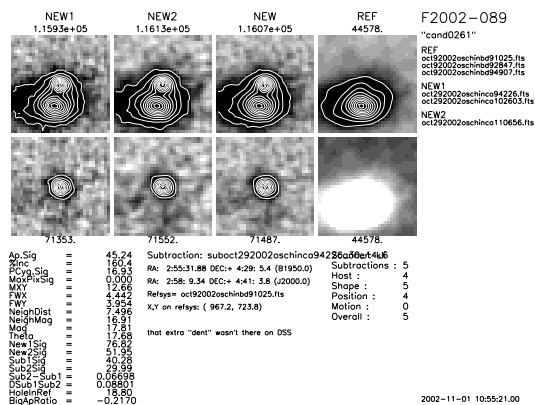 NEW1 NEW2 NEW REF
1.1593e+05 1.1613e+05 1.1607e+05 44578.
F2002-089
"cand0261"
REF
oct92002oschinbd91025.fts
oct92002oschinbd92847.fts
oct92002oschinbd94907.fts
NEW1
oct292002oschinca94226.fts
oct292002oschinca102603.fts
NEW2
oct292002oschinca110656.fts
71353. 71552. 71487. 44578.
Ap.Sig = 45.24
%Inc = 160.4
PCyg.Sig = 16.93
MaxPixSig = 0.000
MXY = 12.66
FWX = 4.442
FWY = 3.954
NeighDist = 7.496
NeighMag = 16.91
Mag = 17.81
Theta = 17.68
New1Sig = 76.82
New2Sig = 51.95
Sub1Sig = 40.28
Sub2Sig = 29.99
Sub2-Sub1 = 0.06698
DSub1Sub2 = 0.08801
HoleInRef = 18.80
BigApRatio = -0.2170
Subtraction: suboct292002oschinca94226
RA: 2:55:31.88 DEC:+ 4:29: 5.4 (B1950.0)
RA: 2:58: 9.34 DEC:+ 4:41: 3.8 (J2000.0)
Refsys= oct92002oschinbd91025.fts
X,Y on refsys: ( 967.2, 723.8)
that extra "dent" wasn't there on DSS
Subtractions : 5
Host : 4
Shape : 5
Position : 4
Motion : 0
Overall : 5
2002-11-01 10:55:21.00